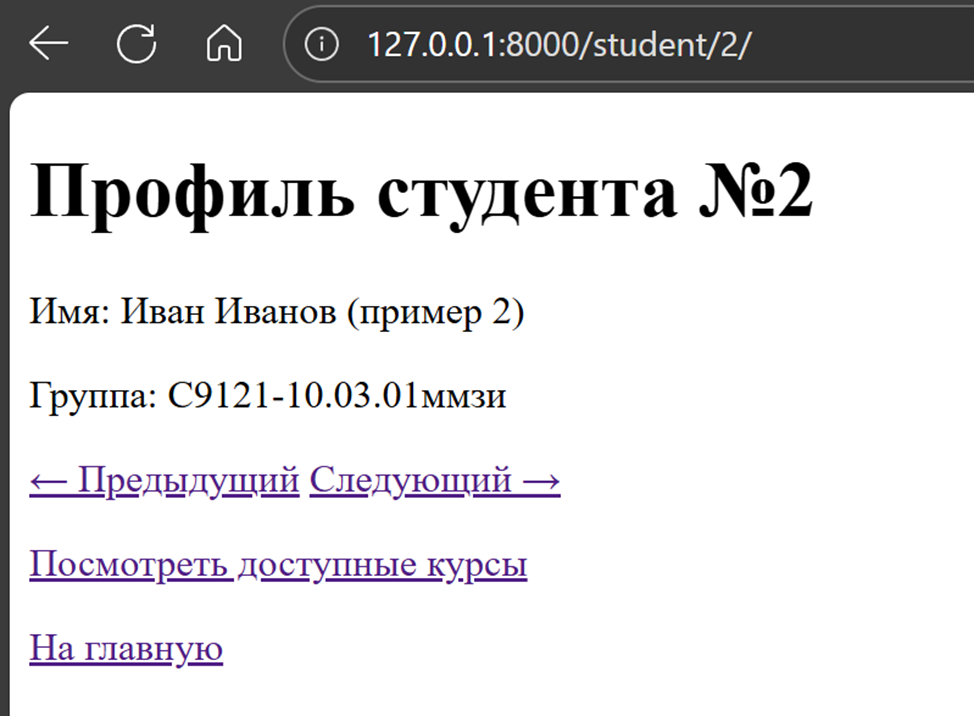 127.0.0.1:8000/student/2/
Профиль студента №2
Имя: Иван Иванов (пример 2)
Группа: С9121-10.03.01ммзи
← Предыдущий Следующий →
Посмотреть доступные курсы
На главную